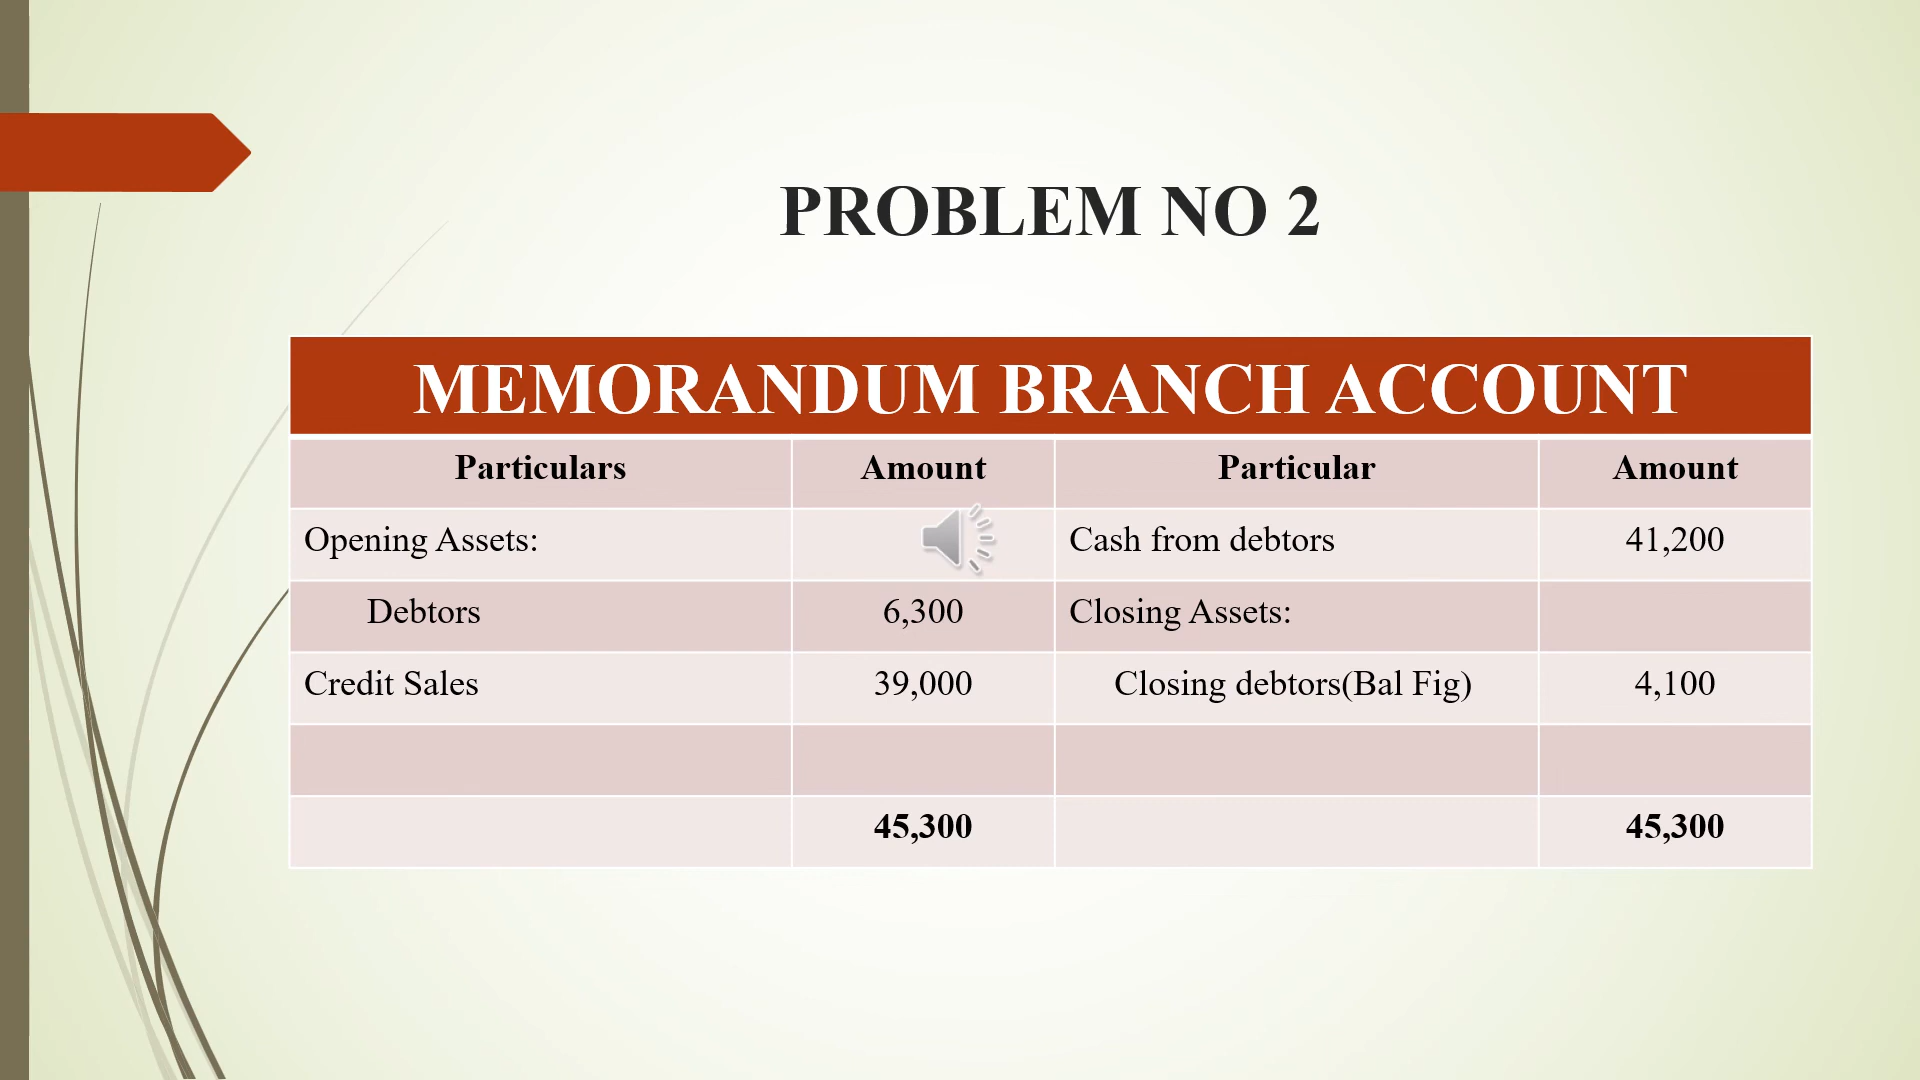 PROBLEM NO 2
MEMORANDUM BRANCH ACCOUNT
Particulars Amount Particular Amount
Opening Assets: Cash from debtors 41,200
Debtors 6,300 Closing Assets:
Credit Sales 39,000 Closing debtors(Bal Fig) 4,100
45,300 45,300